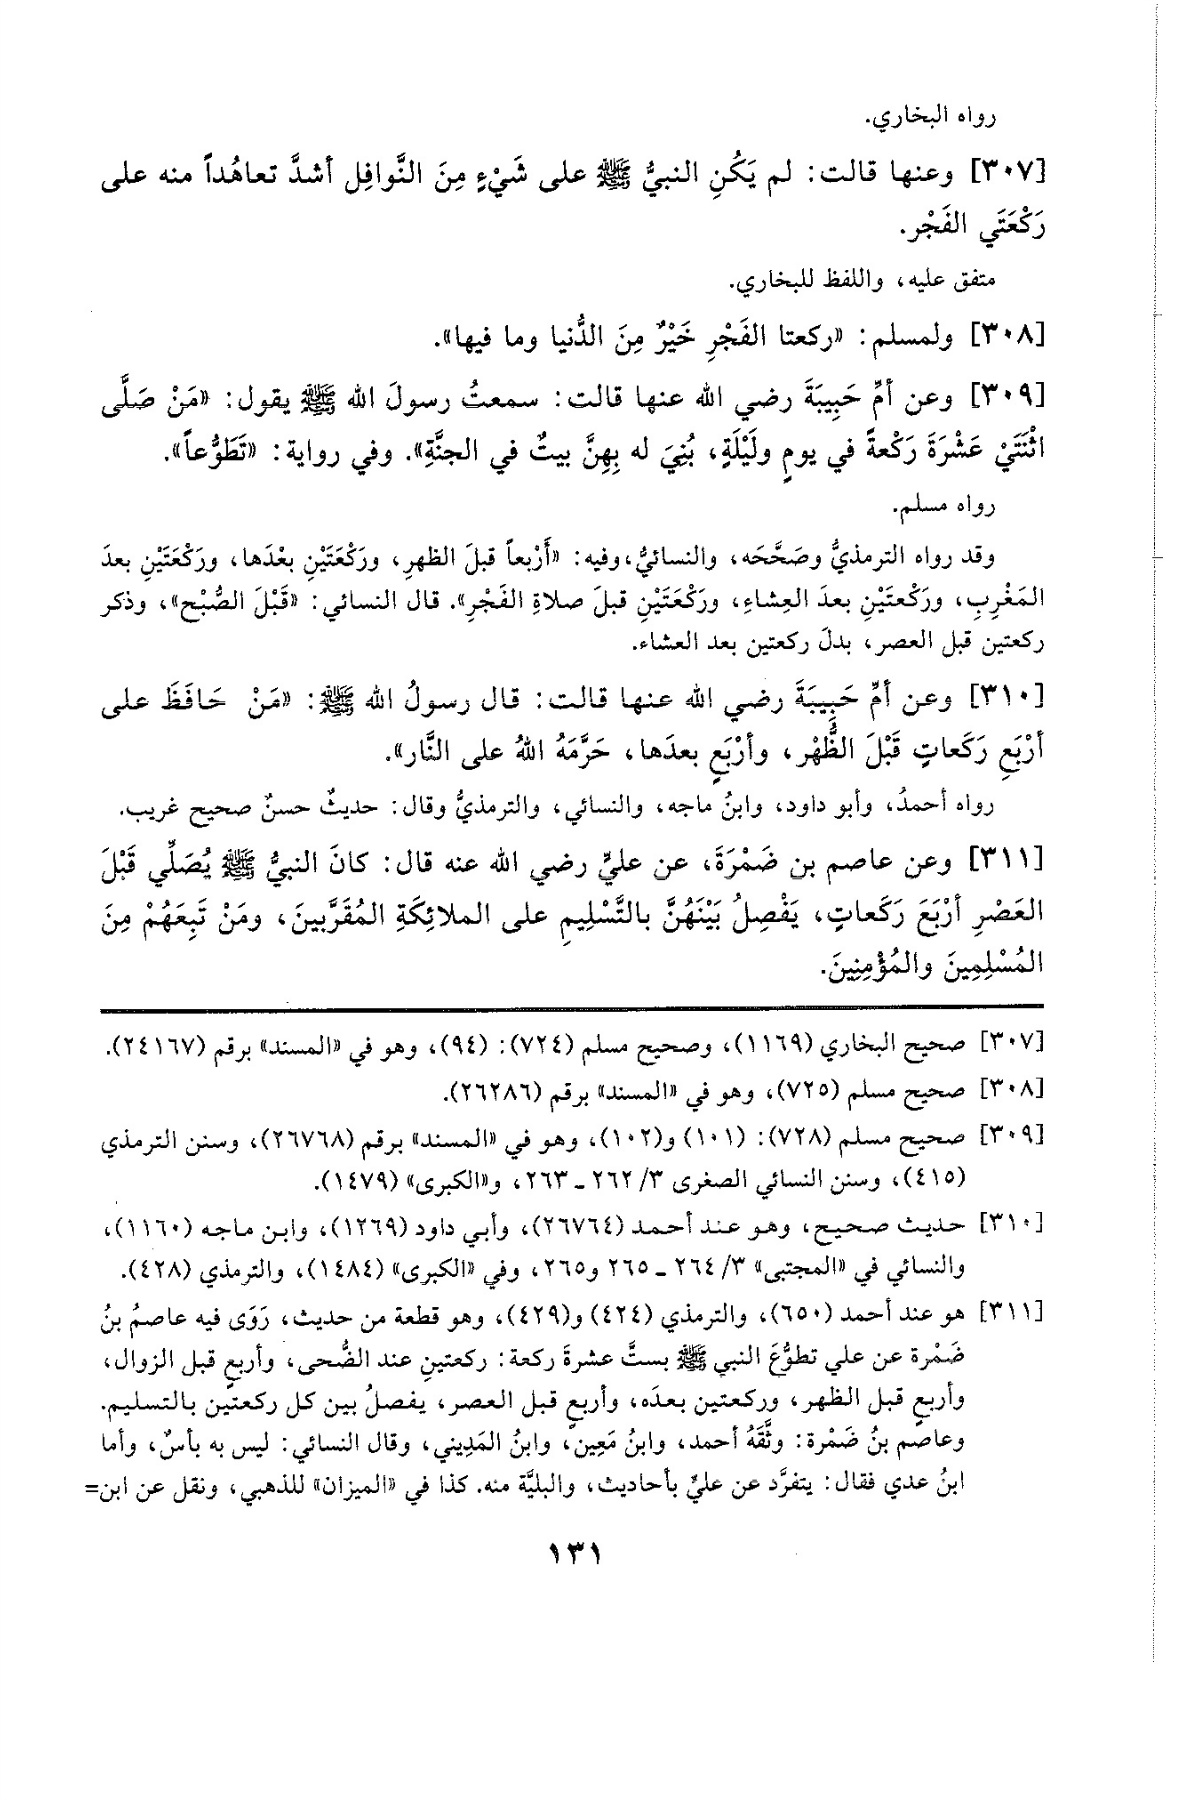 رواه البخاري.
[٣٠٧] وعنها قالت: لم يَكُنِ النبيُّ ﷺ على شَيْءٍ مِنَ النَّوافِل أشدَّ تعاهُداً منه على
رَكْعَتَي الفَجْر.
متفق عليه، واللفظ للبخاري.
[٣٠٨] ولمسلم: «ركعتا الفَجْرِ خَيْرٌ مِنَ الدُّنيا وما فيها».
[٣٠٩] وعن أمِّ حَبِيبَةَ رضي الله عنها قالت: سمعتُ رسولَ الله ﷺ يقول: «مَنْ صَلَّى
اثْنَتَيْ عَشْرَةَ رَكْعةً في يومٍ ولَيْلَةٍ، بُنِيَ له بِهِنَّ بيتٌ في الجنَّةِ». وفي رواية: «تَطَوُّعاً».
رواه مسلم.
وقد رواه الترمذيُّ وصَحَّحَه، والنسائيُّ،وفيه: «أَرْبعاً قبلَ الظهرِ، ورَكْعَتَيْنِ بعْدَها، ورَكْعَتَيْنِ بعدَ
المَغْرِبِ، ورَكْعتَيْنِ بعدَ العِشاءِ، ورَكْعَتَيْنِ قبلَ صلاةِ الفَجْرِ». قال النسائي: «قَبْلَ الصُّبْح»، وذكر
ركعتين قبل العصر، بدلَ ركعتين بعد العشاء.
[٣١٠] وعن أمِّ حَبِيبَةَ رضي الله عنها قالت: قال رسولُ الله ﷺ: «مَنْ حَافَظَ على
أرْبَعِ رَكَعاتٍ قَبْلَ الظُّهْر، وأرْبَعٍ بعدَها، حَرَّمَهُ اللهُ على النَّار».
رواه أحمدُ، وأبو داود، وابنُ ماجه، والنسائي، والترمذيُّ وقال: حديثٌ حسنٌ صحيح غريب.
[٣١١] وعن عاصم بن ضَمْرَةَ، عن عليٍّ رضي الله عنه قال: كانَ النبيُّ ﷺ يُصَلِّي قَبْلَ
العَصْرِ أرْبَعَ رَكَعاتٍ، يَفْصِلُ بَيْنَهُنَّ بالتَّسْلِيمِ على الملائِكَةِ المُقَرَّبينَ، ومَنْ تَبِعَهُمْ مِنَ
المُسْلِمِينَ والمُؤْمِنِينَ.
[٣٠٧] صحيح البخاري (١١٦٩)، وصحيح مسلم (٧٢٤): (٩٤)، وهو في «المسند» برقم (٢٤١٦٧).
[٣٠٨] صحيح مسلم (٧٢٥)، وهو في «المسند» برقم (٢٦٢٨٦).
[٣٠٩] صحيح مسلم (٧٢٨): (١٠١) و(١٠٢)، وهو في «المسند» برقم (٢٦٧٦٨)، وسنن الترمذي
(٤١٥)، وسنن النسائي الصغرى ٣/ ٢٦٢ ـ ٢٦٣، و«الكبرى» (١٤٧٩).
[٣١٠] حديث صحيح، وهو عند أحمد (٢٦٧٦٤)، وأبي داود (١٢٦٩)، وابن ماجه (١١٦٠)،
والنسائي في «المجتبى» ٣/ ٢٦٤ ـ ٢٦٥ و٢٦٥، وفي «الكبرى» (١٤٨٤)، والترمذي (٤٢٨).
[٣١١] هو عند أحمد (٦٥٠)، والترمذي (٤٢٤) و(٤٢٩)، وهو قطعة من حديث، رَوَى فيه عاصمُ بنُ
ضَمْرة عن علي تطوُّعَ النبي ﷺ بستَّ عشرةَ ركعة: ركعتينِ عند الضُّحى، وأربعٍ قبل الزوال،
وأربعٍ قبل الظهر، وركعتين بعدَه، وأربعٍ قبل العصر، يفصلُ بين كل ركعتين بالتسليم.
وعاصم بنُ ضَمْرة: وثَّقَهُ أحمد، وابنُ مَعِين، وابنُ المَدِيني، وقال النسائي: ليس به بأسٌ، وأما
ابنُ عدي فقال: يتفرَّد عن عليٍّ بأحاديث، والبليَّة منه. كذا في «الميزان» للذهبي، ونقل عن ابن=
١٣١